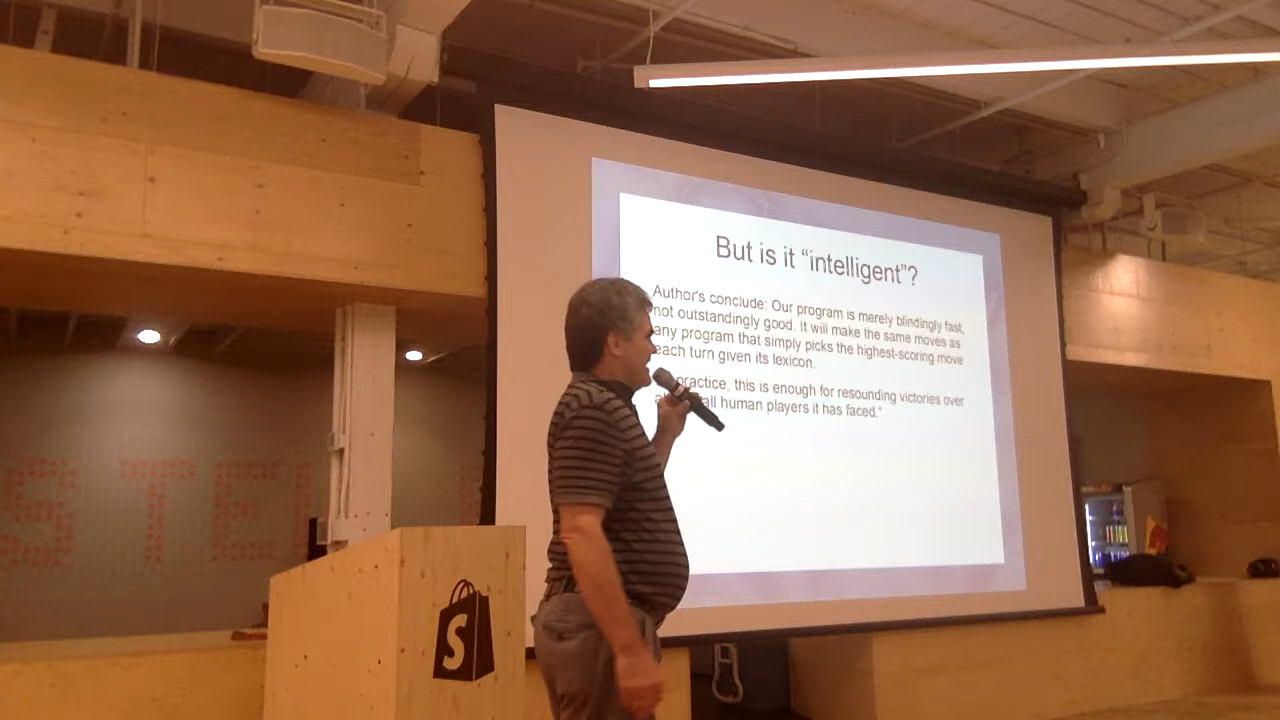 But is it “intelligent”?
Author's conclude: Our program is merely blindingly fast,
not outstandingly good. It will make the same moves as
any program that simply picks the highest-scoring move
each turn given its lexicon.
practice, this is enough for resounding victories over
all human players it has faced.“
STE
S